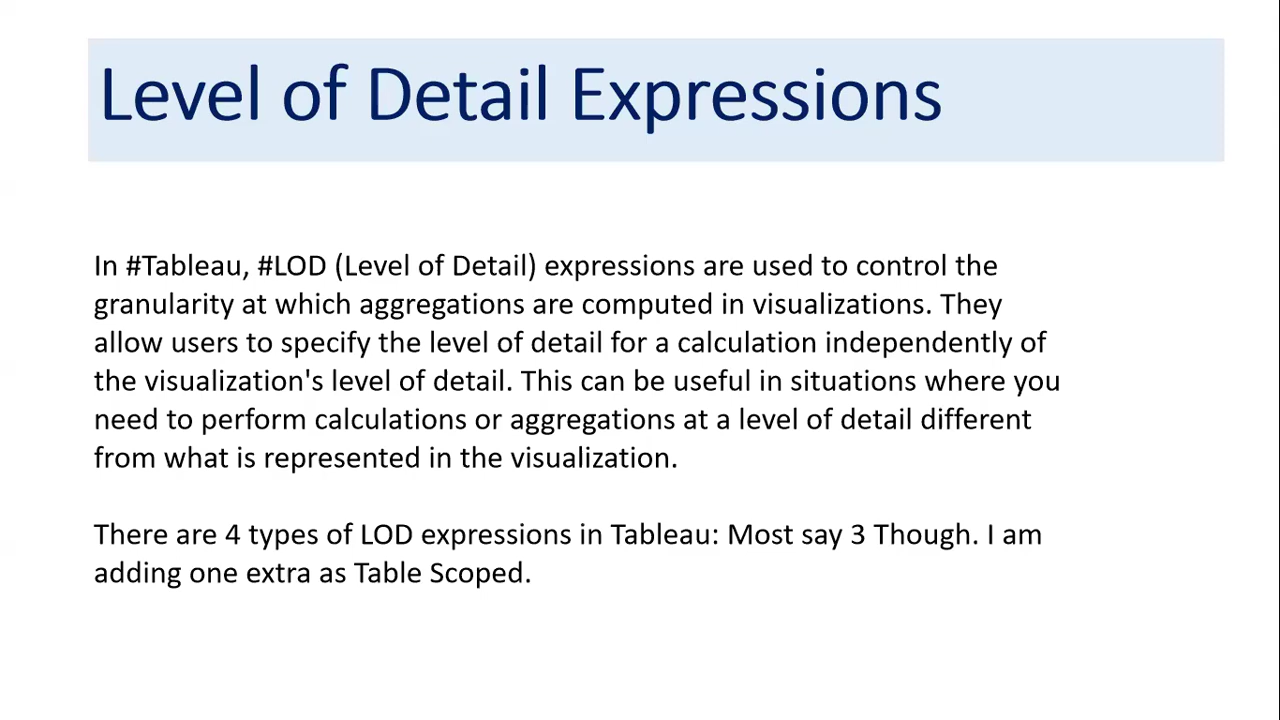 Level of Detail Expressions
In #Tableau, #LOD (Level of Detail) expressions are used to control the
granularity at which aggregations are computed in visualizations. They
allow users to specify the level of detail for a calculation independently of
the visualization's level of detail. This can be useful in situations where you
need to perform calculations or aggregations at a level of detail different
from what is represented in the visualization.
There are 4 types of LOD expressions in Tableau: Most say 3 Though. I am
adding one extra as Table Scoped.